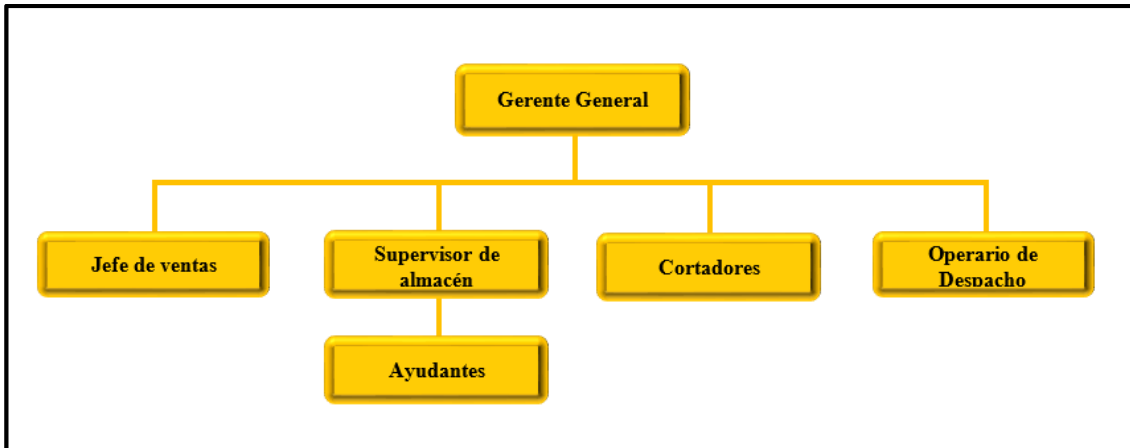 Gerente General
Jefe de ventas
Supervisor de
almacén
Cortadores
Operario de
Despacho
Ayudantes